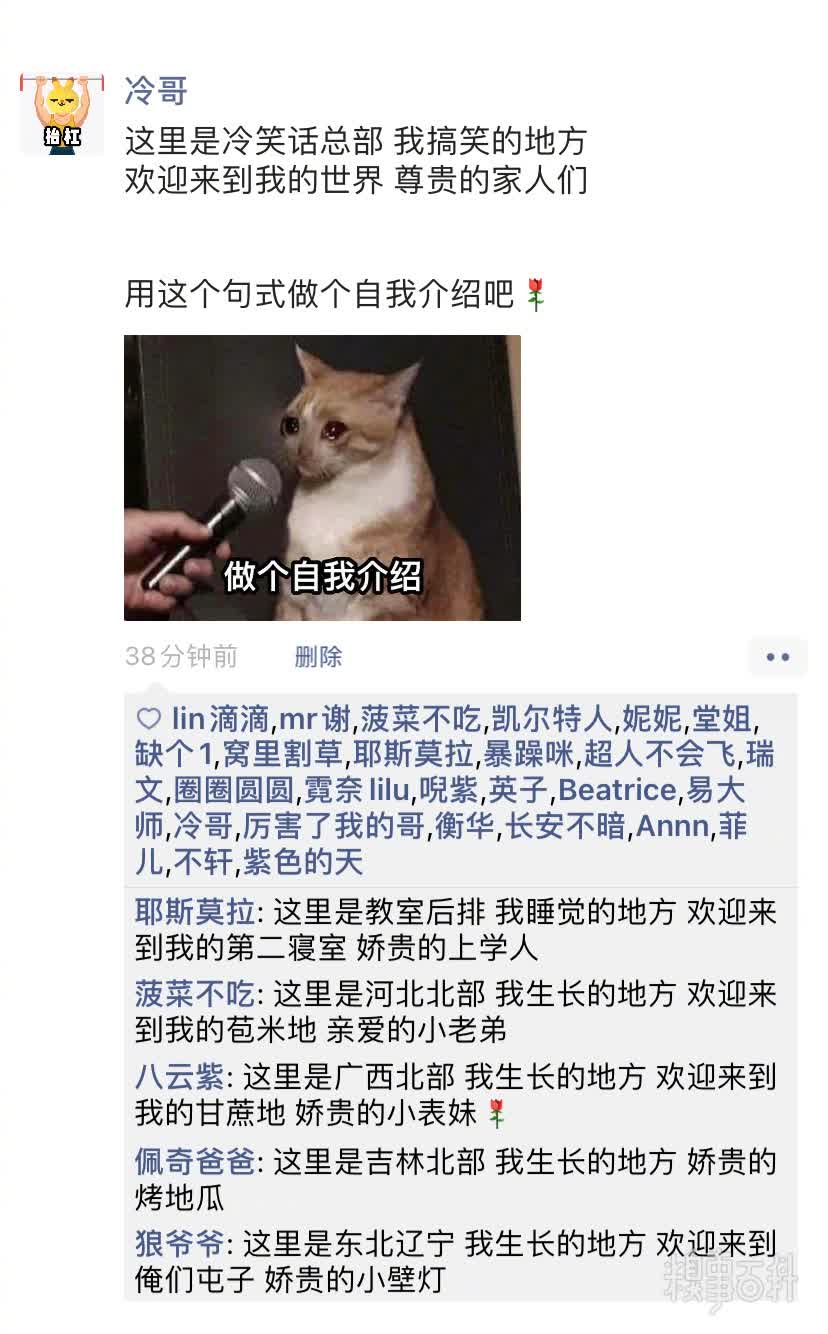 冷哥
抬杠
这里是冷笑话总部 我搞笑的地方
欢迎来到我的世界 尊贵的家人们
用这个句式做个自我介绍吧🌹
做个自我介绍
38分钟前 删除
lin滴滴,mr谢,菠菜不吃,凯尔特人,妮妮,堂姐,
缺个1,窝里割草,耶斯莫拉,暴躁咪,超人不会飞,瑞
文,圈圈圆圆,霓奈lilu,唲紫,英子,Beatrice,易大
师,冷哥,厉害了我的哥,衡华,长安不暗,Annn,菲
儿,不轩,紫色的天
耶斯莫拉: 这里是教室后排 我睡觉的地方 欢迎来
到我的第二寝室 娇贵的上学人
菠菜不吃: 这里是河北北部 我生长的地方 欢迎来
到我的苞米地 亲爱的小老弟
八云紫: 这里是广西北部 我生长的地方 欢迎来到
我的甘蔗地 娇贵的小表妹🌹
佩奇爸爸: 这里是吉林北部 我生长的地方 娇贵的
烤地瓜
狼爷爷: 这里是东北辽宁 我生长的地方 欢迎来到
俺们屯子 娇贵的小壁灯
糗事百科